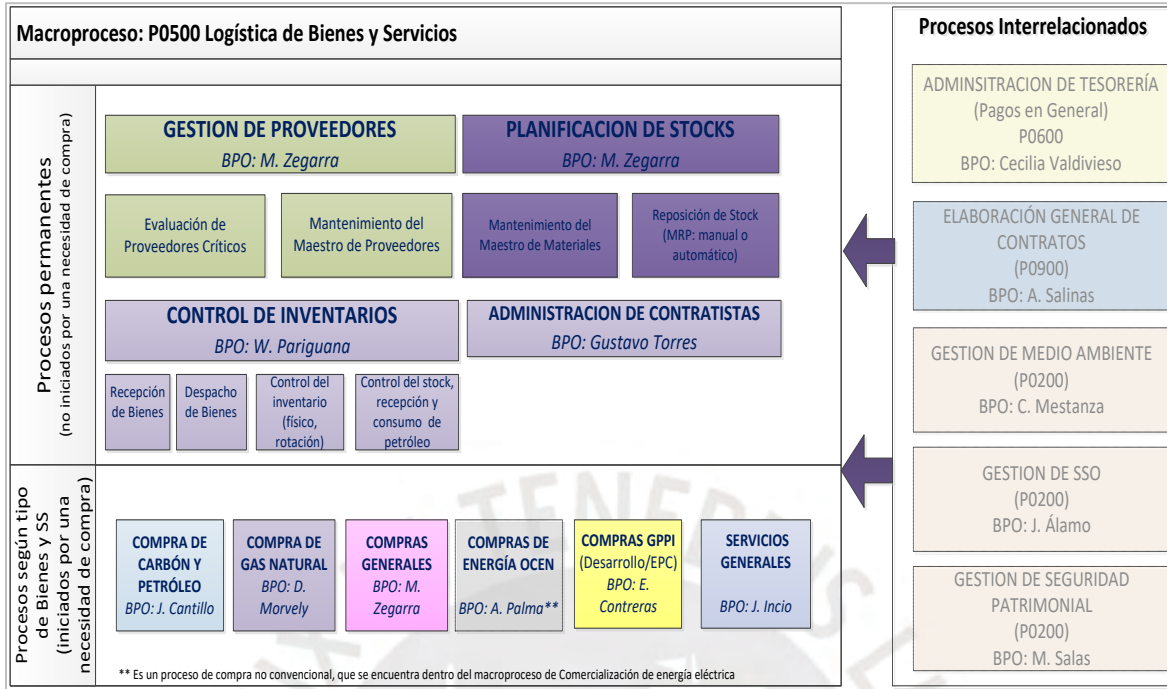 Macroproceso: P0500 Logística de Bienes y Servicios
Procesos permanentes
(no iniciados por una necesidad de compra)
GESTION DE PROVEEDORES
BPO: M. Zegarra
PLANIFICACION DE STOCKS
BPO: M. Zegarra
Evaluación de
Proveedores Críticos
Mantenimiento del
Maestro de Proveedores
Mantenimiento del
Maestro de Materiales
Reposición de Stock
(MRP: manual o
automático)
CONTROL DE INVENTARIOS
BPO: W. Pariguana
ADMINISTRACION DE CONTRATISTAS
BPO: Gustavo Torres
Recepción
de Bienes
Despacho
de Bienes
Control del
inventario
(físico,
rotación)
Control del stock,
recepción y
consumo de
petróleo
Procesos según tipo
de Bienes y SS
(iniciados por una
necesidad de compra)
COMPRA DE
CARBÓN Y
PETRÓLEO
BPO: J. Cantillo
COMPRA DE
GAS NATURAL
BPO: D.
Morvely
COMPRAS
GENERALES
BPO: M.
Zegarra
COMPRAS DE
ENERGÍA OCEN
BPO: A. Palma**
COMPRAS GPPI
(Desarrollo/EPC)
BPO: E.
Contreras
SERVICIOS
GENERALES
BPO: J. Incio
** Es un proceso de compra no convencional, que se encuentra dentro del macroproceso de Comercialización de energía eléctrica
Procesos Interrelacionados
ADMINSITRACION DE TESORERÍA
(Pagos en General)
P0600
BPO: Cecilia Valdivieso
ELABORACIÓN GENERAL DE
CONTRATOS
(P0900)
BPO: A. Salinas
GESTION DE MEDIO AMBIENTE
(P0200)
BPO: C. Mestanza
GESTION DE SSO
(P0200)
BPO: J. Álamo
GESTION DE SEGURIDAD
PATRIMONIAL
(P0200)
BPO: M. Salas